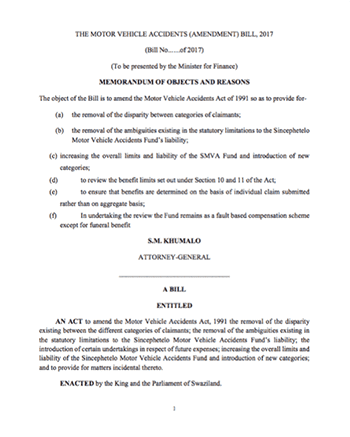 THE MOTOR VEHICLE ACCIDENTS (AMENDMENT) BILL, 2017
(Bill No......of 2017)
(To be presented by the Minister for Finance)
MEMORANDUM OF OBJECTS AND REASONS
The object of the Bill is to amend the Motor Vehicle Accidents Act of 1991 so as to provide for-
(a) the removal of the disparity between categories of claimants;
(b) the removal of the ambiguities existing in the statutory limitations to the Sincephetelo
Motor Vehicle Accidents Fund's liability;
(c) increasing the overall limits and liability of the SMVA Fund and introduction of new
categories;
(d) to review the benefit limits set out under Section 10 and 11 of the Act;
(e) to ensure that benefits are determined on the basis of individual claim submitted
rather than on aggregate basis;
(f) In undertaking the review the Fund remains as a fault based compensation scheme
except for funeral benefit
S.M. KHUMALO
ATTORNEY-GENERAL
A BILL
ENTITLED
AN ACT to amend the Motor Vehicle Accidents Act, 1991 the removal of the disparity
existing between the different categories of claimants; the removal of the ambiguities existing in
the statutory limitations to the Sincephetelo Motor Vehicle Accidents Fund's liability; the
introduction of certain undertakings in respect of future expenses; increasing the overall limits and
liability of the Sincephetelo Motor Vehicle Accidents Fund and introduction of new categories;
and to provide for matters incidental thereto.
ENACTED by the King and the Parliament of Swaziland.
1